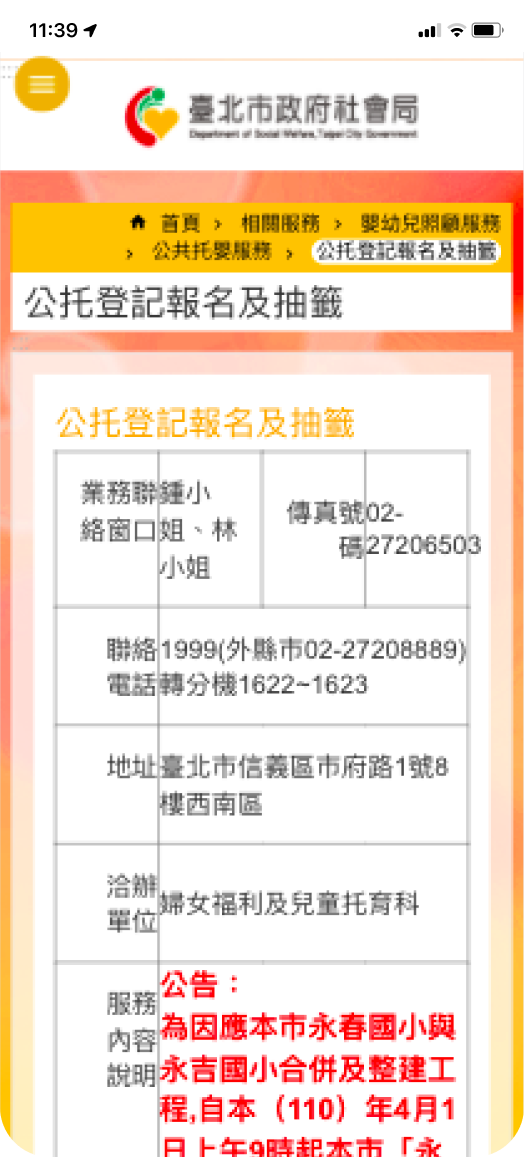 11:39
臺北市政府社會局
Department of Social Welfare, Taipei City Government
首頁 › 相關服務 › 嬰幼兒照顧服務
› 公共托嬰服務 › 公托登記報名及抽籤
公托登記報名及抽籤
公托登記報名及抽籤
業務聯絡窗口
鍾小姐、林小姐
傳真號碼
02-27206503
聯絡電話
1999(外縣市02-27208889)
轉分機1622~1623
地址
臺北市信義區市府路1號8
樓西南區
洽辦單位
婦女福利及兒童托育科
服務內容說明
公告：
為因應本市永春國小與
永吉國小合併及整建工
程,自本（110）年4月1
日上午9時起本市「永